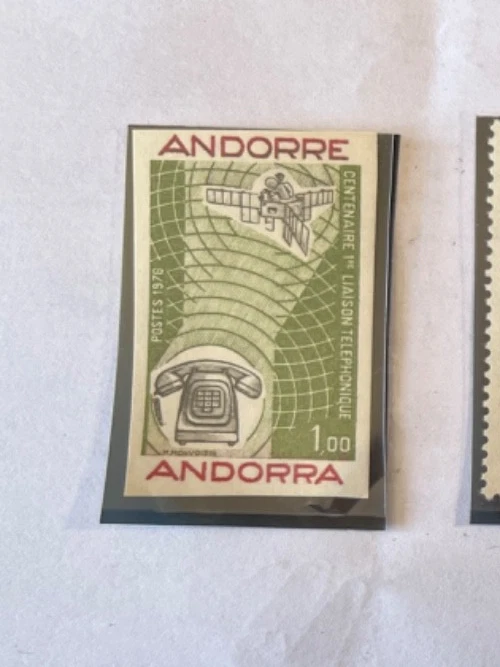 ANDORRE
CENTENAIRE 1RE LIAISON TELEPHONIQUE
POSTES 1976
1,00
ANDORRA